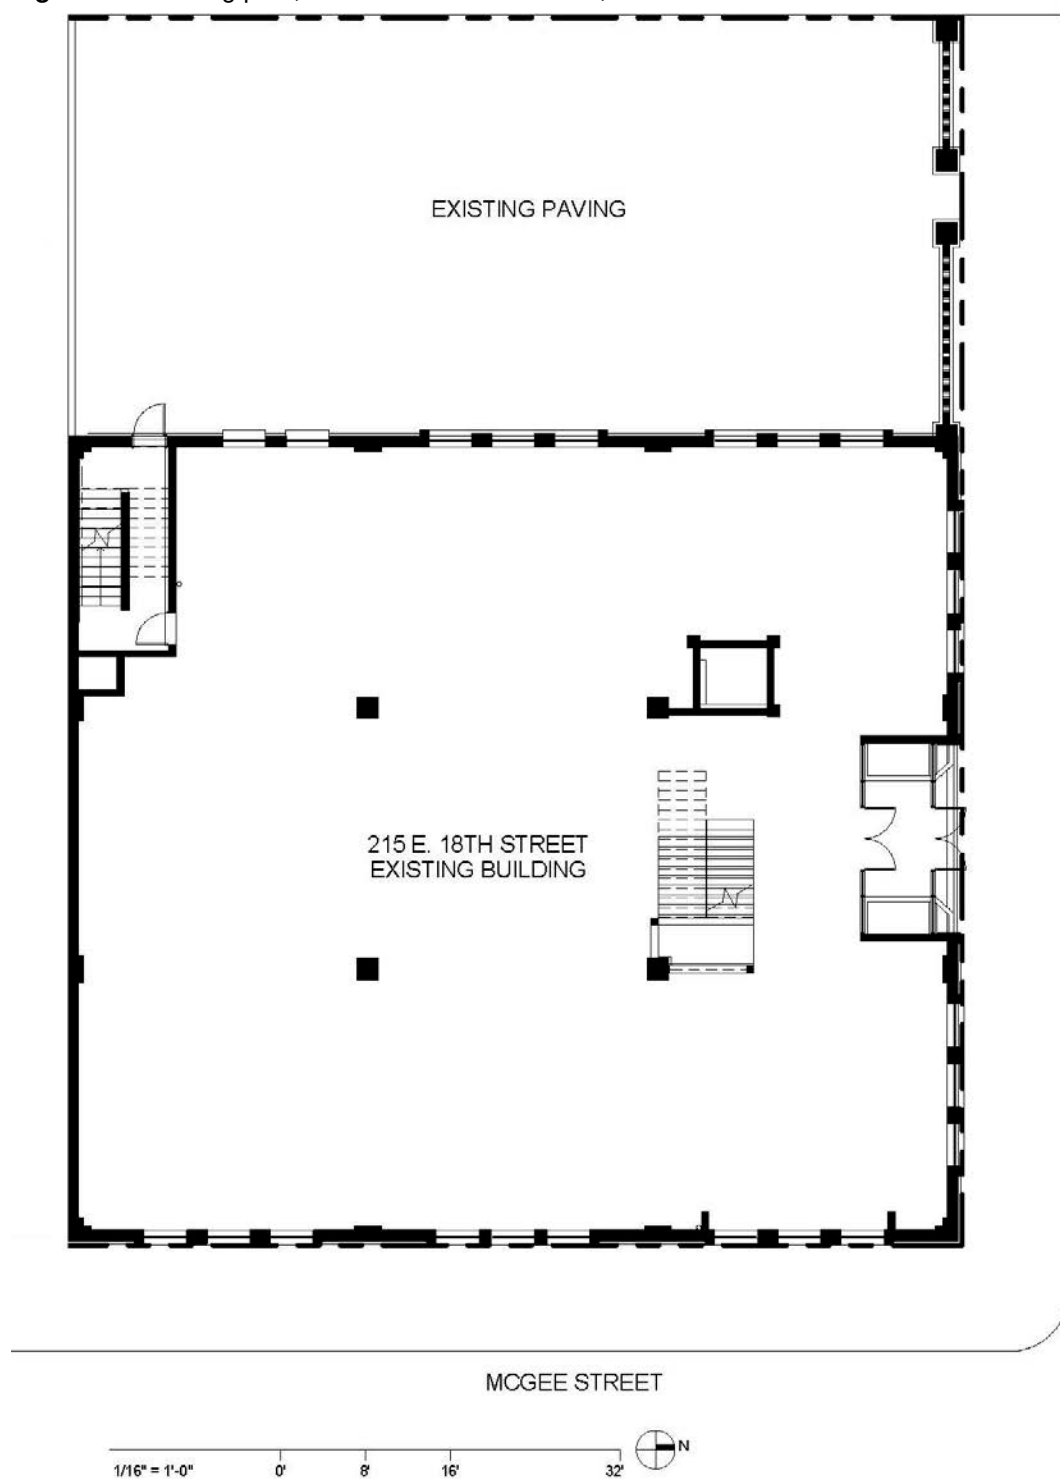 EXISTING PAVING
215 E. 18TH STREET
EXISTING BUILDING
MCGEE STREET
N
1/16" = 1'-0" 0' 8' 16' 32'